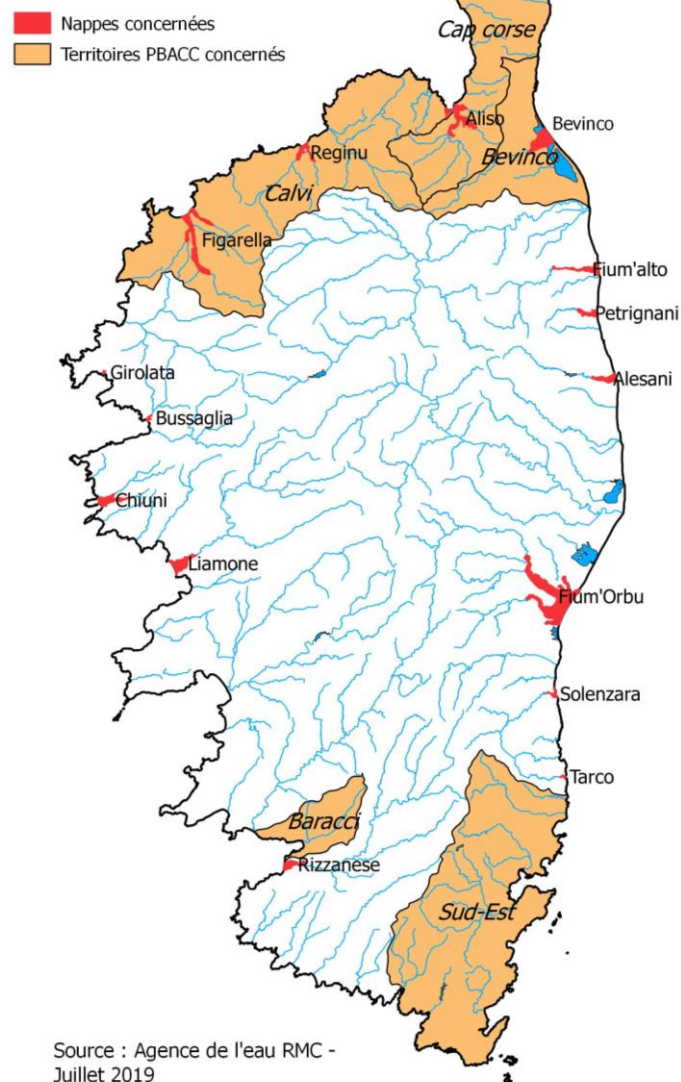 Nappes concernées
Territoires PBACC concernés
Cap corse
Aliso
Bevinco
Bevinco
Reginu
Calvi
Figarella
Fium'alto
Petrignani
Girolata
Alesani
Bussaglia
Chiuni
Liamone
Fium'Orbu
Solenzara
Tarco
Baracci
Rizzanese
Sud-Est
Source : Agence de l'eau RMC -
Juillet 2019